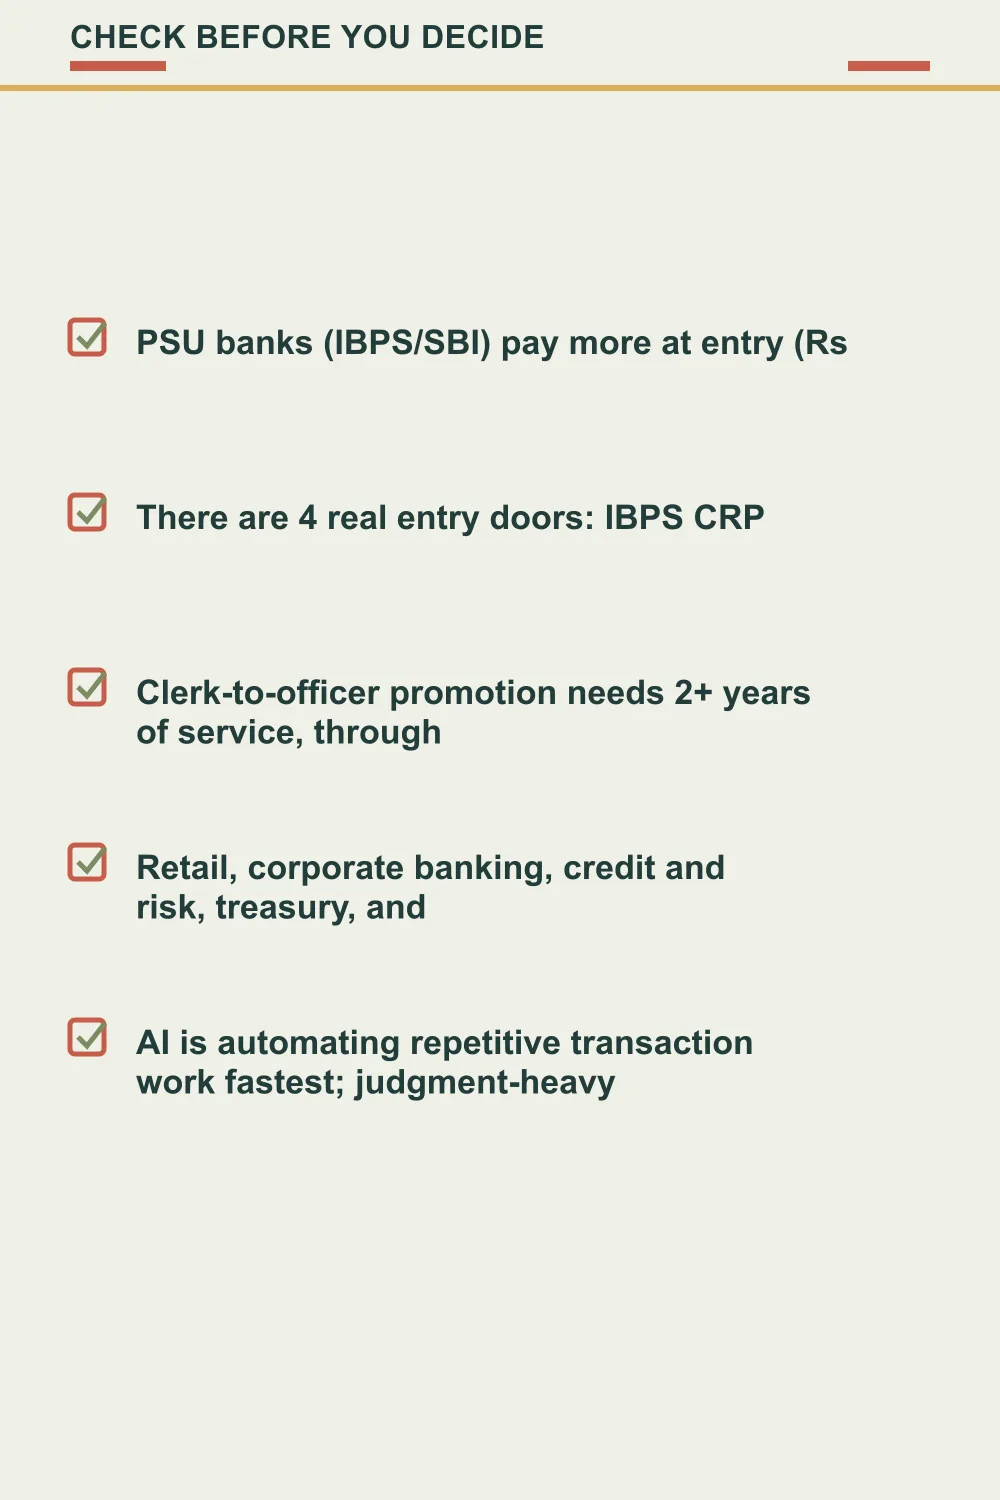 CHECK BEFORE YOU DECIDE
PSU banks (IBPS/SBI) pay more at entry (Rs
There are 4 real entry doors: IBPS CRP
Clerk-to-officer promotion needs 2+ years
of service, through
Retail, corporate banking, credit and
risk, treasury, and
AI is automating repetitive transaction
work fastest; judgment-heavy